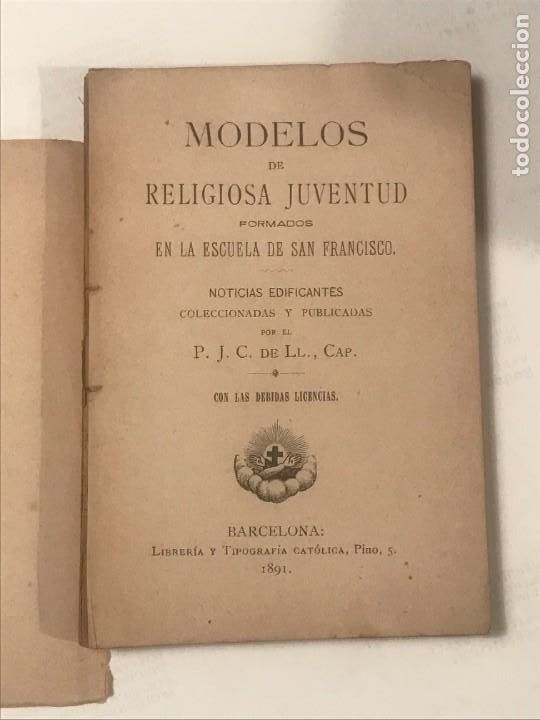 MODELOS
DE
RELIGIOSA JUVENTUD
FORMADOS
EN LA ESCUELA DE SAN FRANCISCO.
NOTICIAS EDIFICANTES
COLECCIONADAS Y PUBLICADAS
POR EL
P. J. C. DE LL., CAP.
CON LAS DEBIDAS LICENCIAS.
BARCELONA:
LIBRERÍA Y TIPOGRAFÍA CATÓLICA, Pino, 5.
1891.
todocoleccion